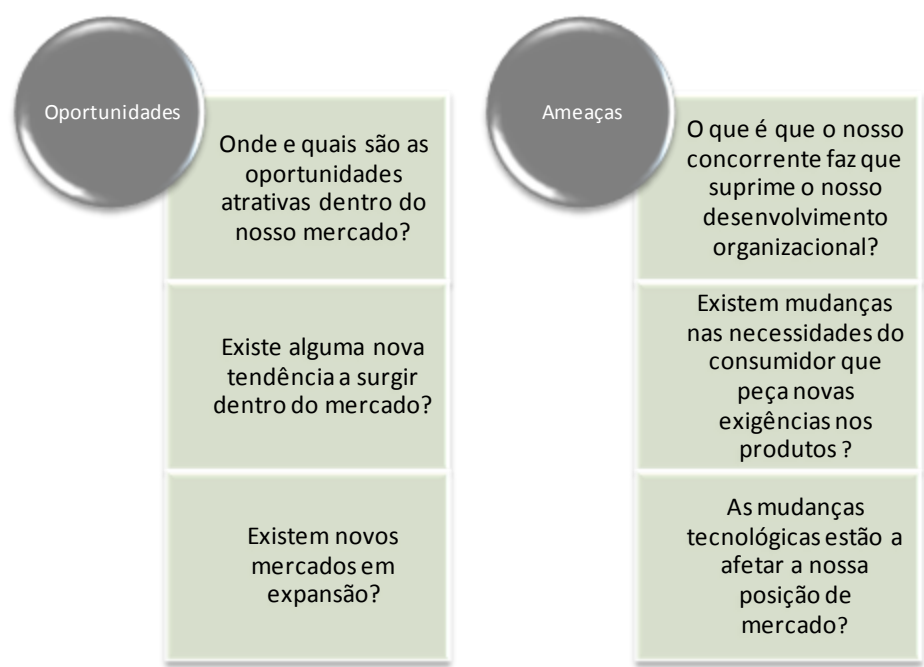 Oportunidades
Onde e quais são as
oportunidades
atrativas dentro do
nosso mercado?
Existe alguma nova
tendência a surgir
dentro do mercado?
Existem novos
mercados em
expansão?
Ameaças
O que é que o nosso
concorrente faz que
suprime o nosso
desenvolvimento
organizacional?
Existem mudanças
nas necessidades do
consumidor que
peça novas
exigências nos
produtos ?
As mudanças
tecnológicas estão a
afetar a nossa
posição de
mercado?